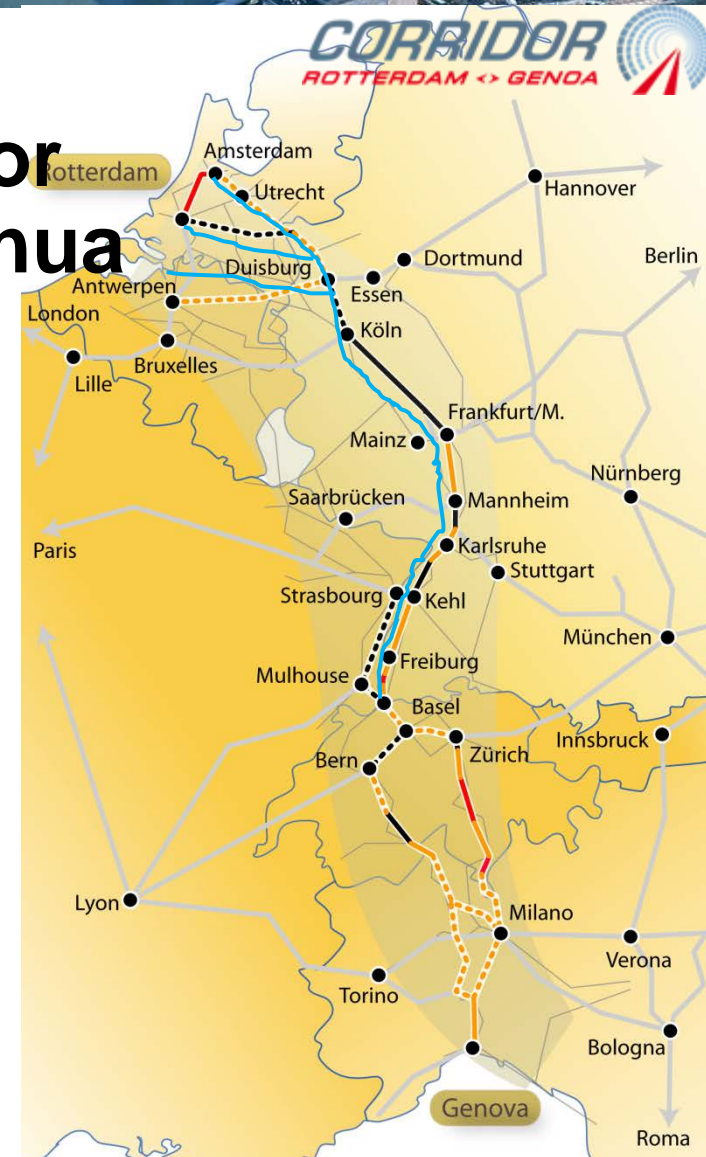 CORRIDOR
ROTTERDAM <> GENOA
or
nua
Rotterdam
Amsterdam
Utrecht
Hannover
Duisburg
Dortmund
Berlin
Antwerpen
Essen
London
Köln
Bruxelles
Lille
Frankfurt/M.
Mainz
Nürnberg
Saarbrücken
Mannheim
Paris
Karlsruhe
Stuttgart
Strasbourg
Kehl
München
Freiburg
Mulhouse
Basel
Innsbruck
Bern
Zürich
Lyon
Milano
Verona
Torino
Bologna
Genova
Roma